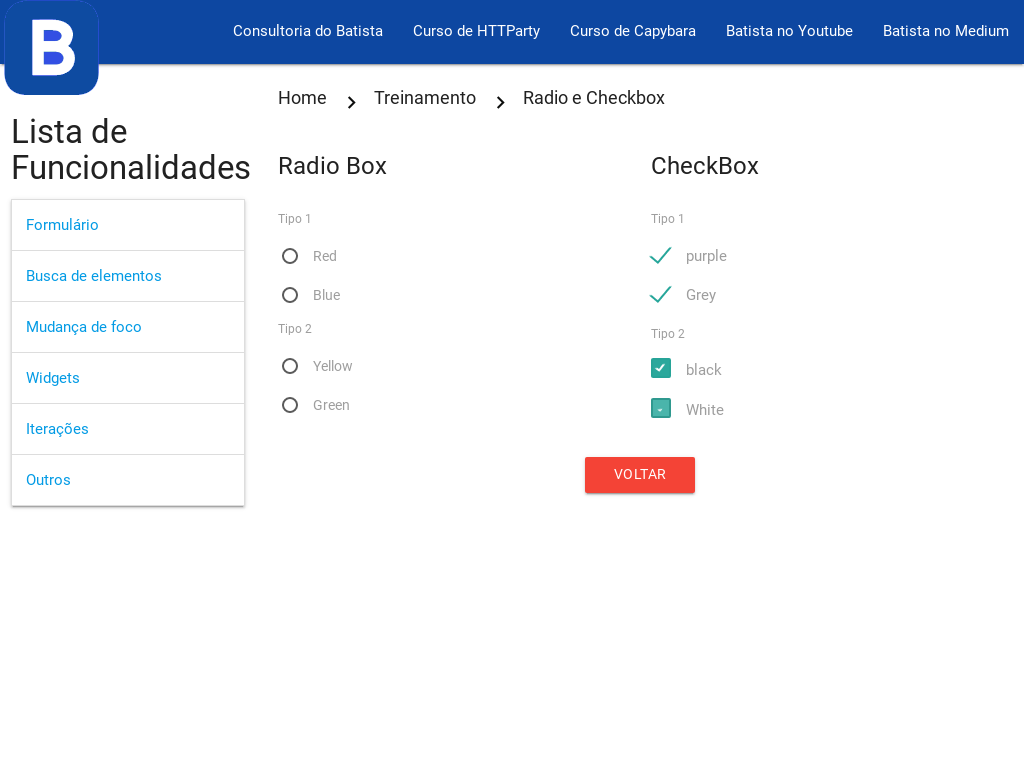 B
Consultoria do Batista
Curso de HTTParty
Curso de Capybara
Batista no Youtube
Batista no Medium
Home
Treinamento
Radio e Checkbox
Lista de
Funcionalidades
Formulário
Busca de elementos
Mudança de foco
Widgets
Iterações
Outros
Radio Box
Tipo 1
Red
Blue
Tipo 2
Yellow
Green
CheckBox
Tipo 1
purple
Grey
Tipo 2
black
White
VOLTAR